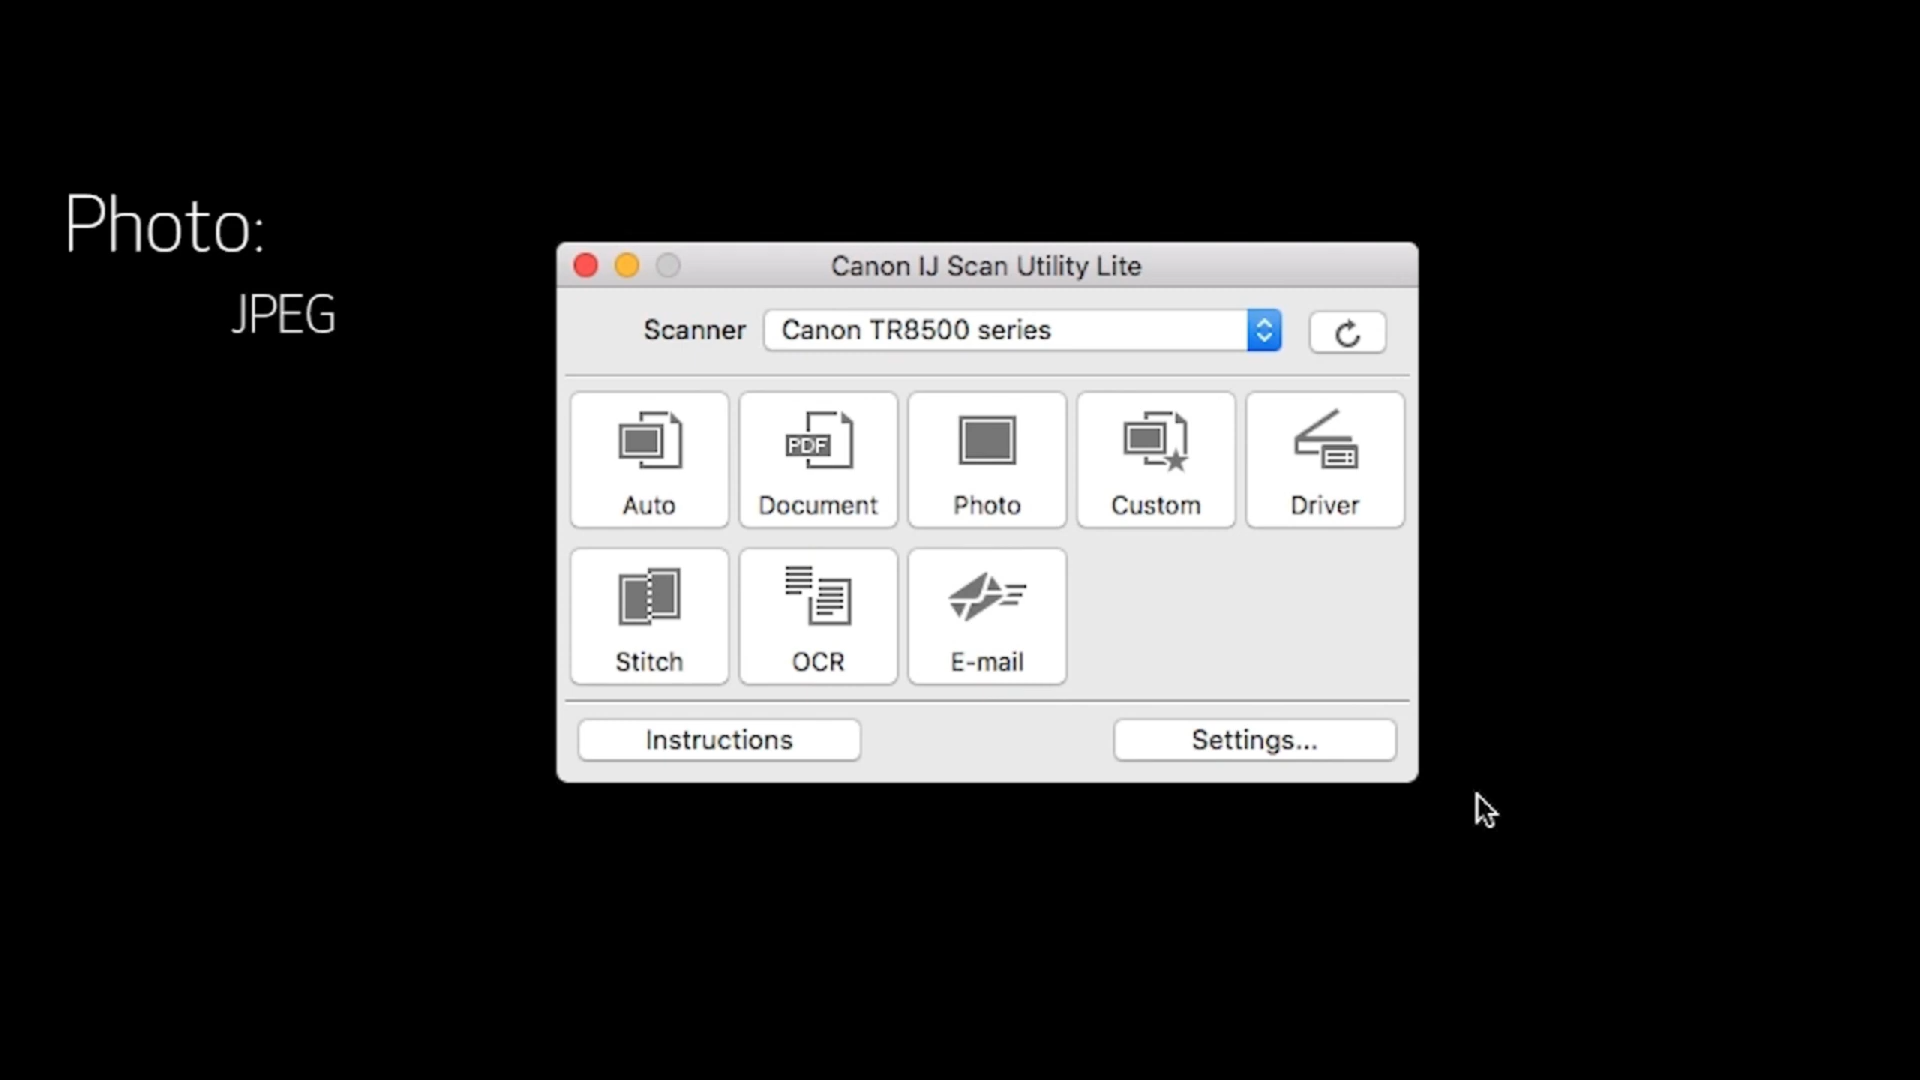 Photo:
JPEG
Canon IJ Scan Utility Lite
Scanner Canon TR8500 series
Auto
PDF
Document
Photo
Custom
Driver
Stitch
OCR
E-mail
Instructions
Settings...